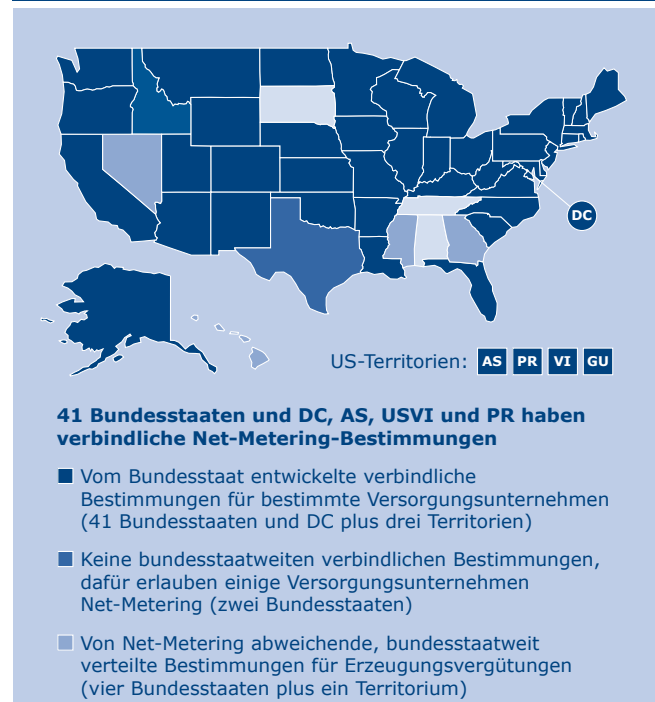 DC
US-Territorien: AS PR VI GU
41 Bundesstaaten und DC, AS, USVI und PR haben
verbindliche Net-Metering-Bestimmungen
Vom Bundesstaat entwickelte verbindliche
Bestimmungen für bestimmte Versorgungsunternehmen
(41 Bundesstaaten und DC plus drei Territorien)
Keine bundesstaatweiten verbindlichen Bestimmungen,
dafür erlauben einige Versorgungsunternehmen
Net-Metering (zwei Bundesstaaten)
Von Net-Metering abweichende, bundesstaatweit
verteilte Bestimmungen für Erzeugungsvergütungen
(vier Bundesstaaten plus ein Territorium)